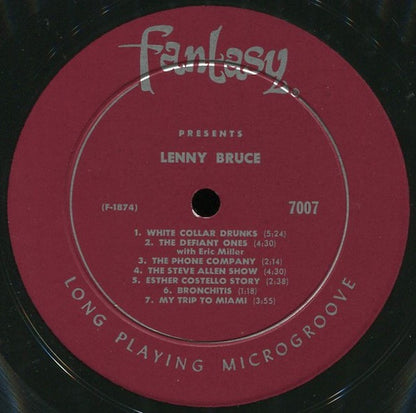 Fantasy
PRESENTS
LENNY BRUCE
(F-1874) 7007
1. WHITE COLLAR DRUNKS (5:24)
2. THE DEFIANT ONES (4:30)
with Eric Miller
3. THE PHONE COMPANY (2:14)
4. THE STEVE ALLEN SHOW (4:30)
5. ESTHER COSTELLO STORY (2:38)
6. BRONCHITIS (1:18)
7. MY TRIP TO MIAMI (3:55)
LONG PLAYING MICROGROOVE